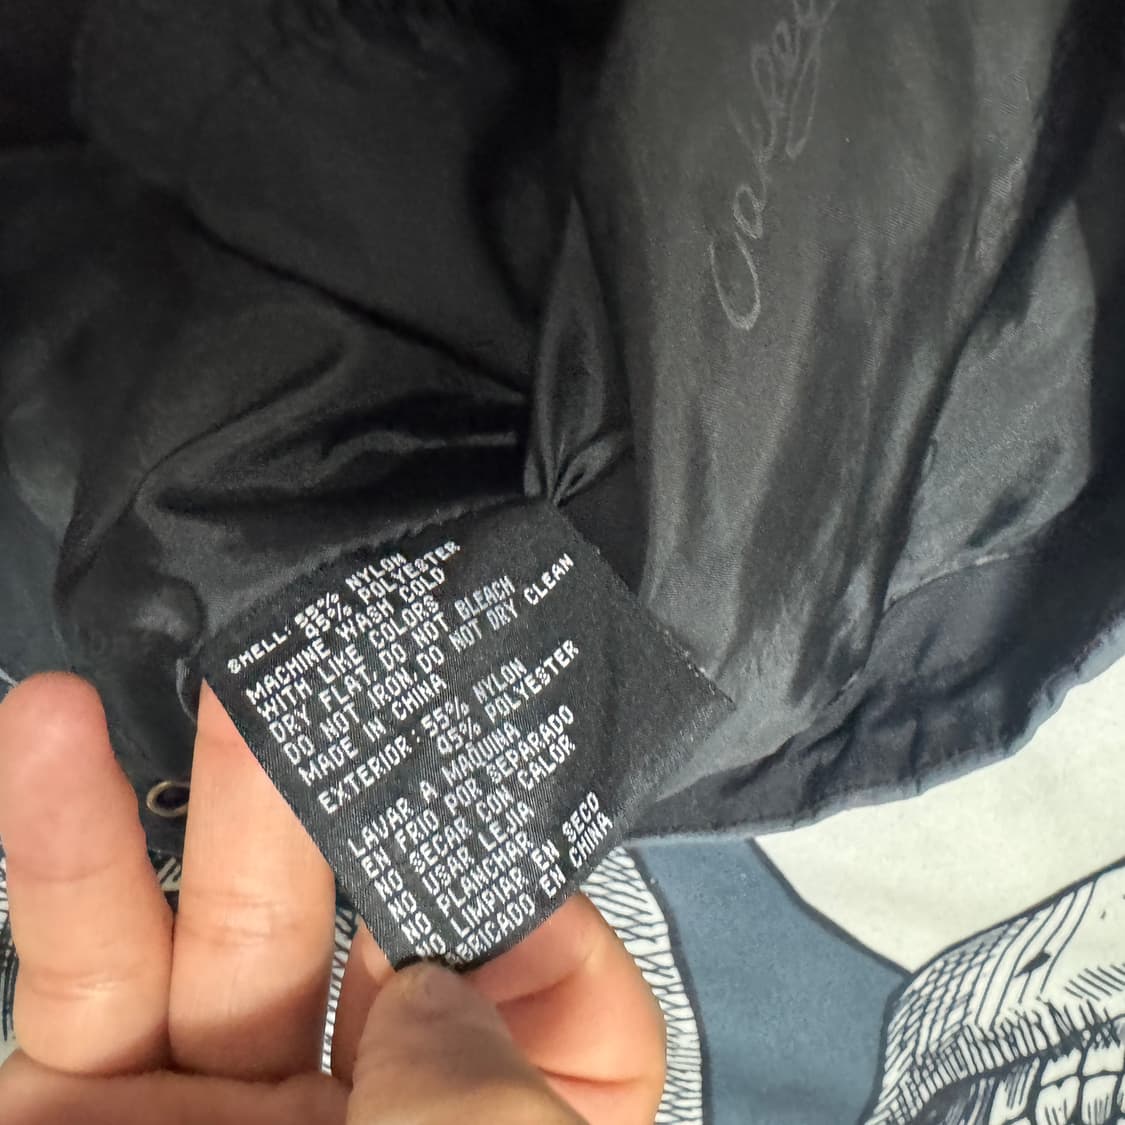 SHELL: 55% NYLON
45% POLYESTER
MACHINE WASH COLD
WITH LIKE COLORS
DRY FLAT, DO NOT BLEACH
DO NOT IRON, DO NOT DRY CLEAN
MADE IN CHINA
EXTERIOR: 55% NYLON
45% POLYESTER
LAVAR A MAQUINA
EN FRIO POR SEPARADO
NO SECAR CON CALOR
NO USAR LEJA
NO PLANCHAR
NO LIMPIAR EN SECO
FABRICADO EN CHINA